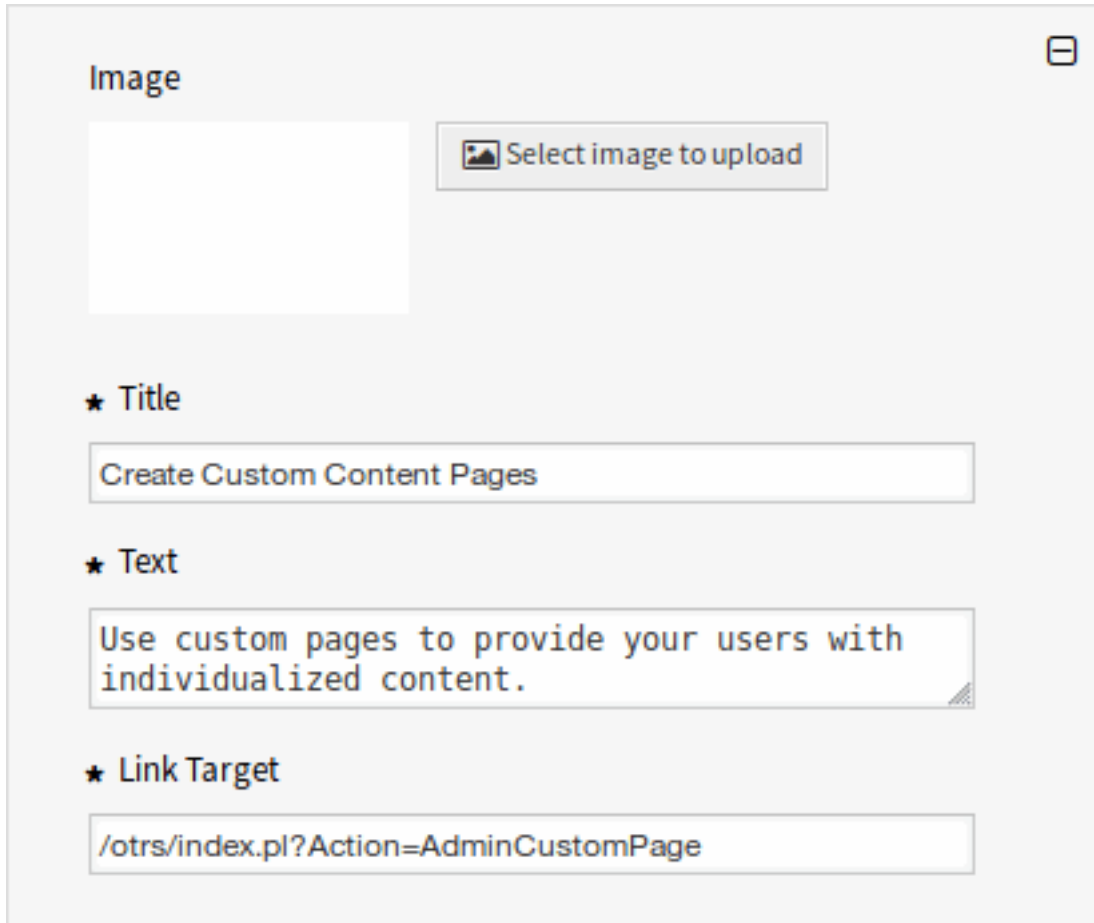 Image
Select image to upload
★ Title
Create Custom Content Pages
★ Text
Use custom pages to provide your users with
individualized content.
★ Link Target
/otrs/index.pl?Action=AdminCustomPage